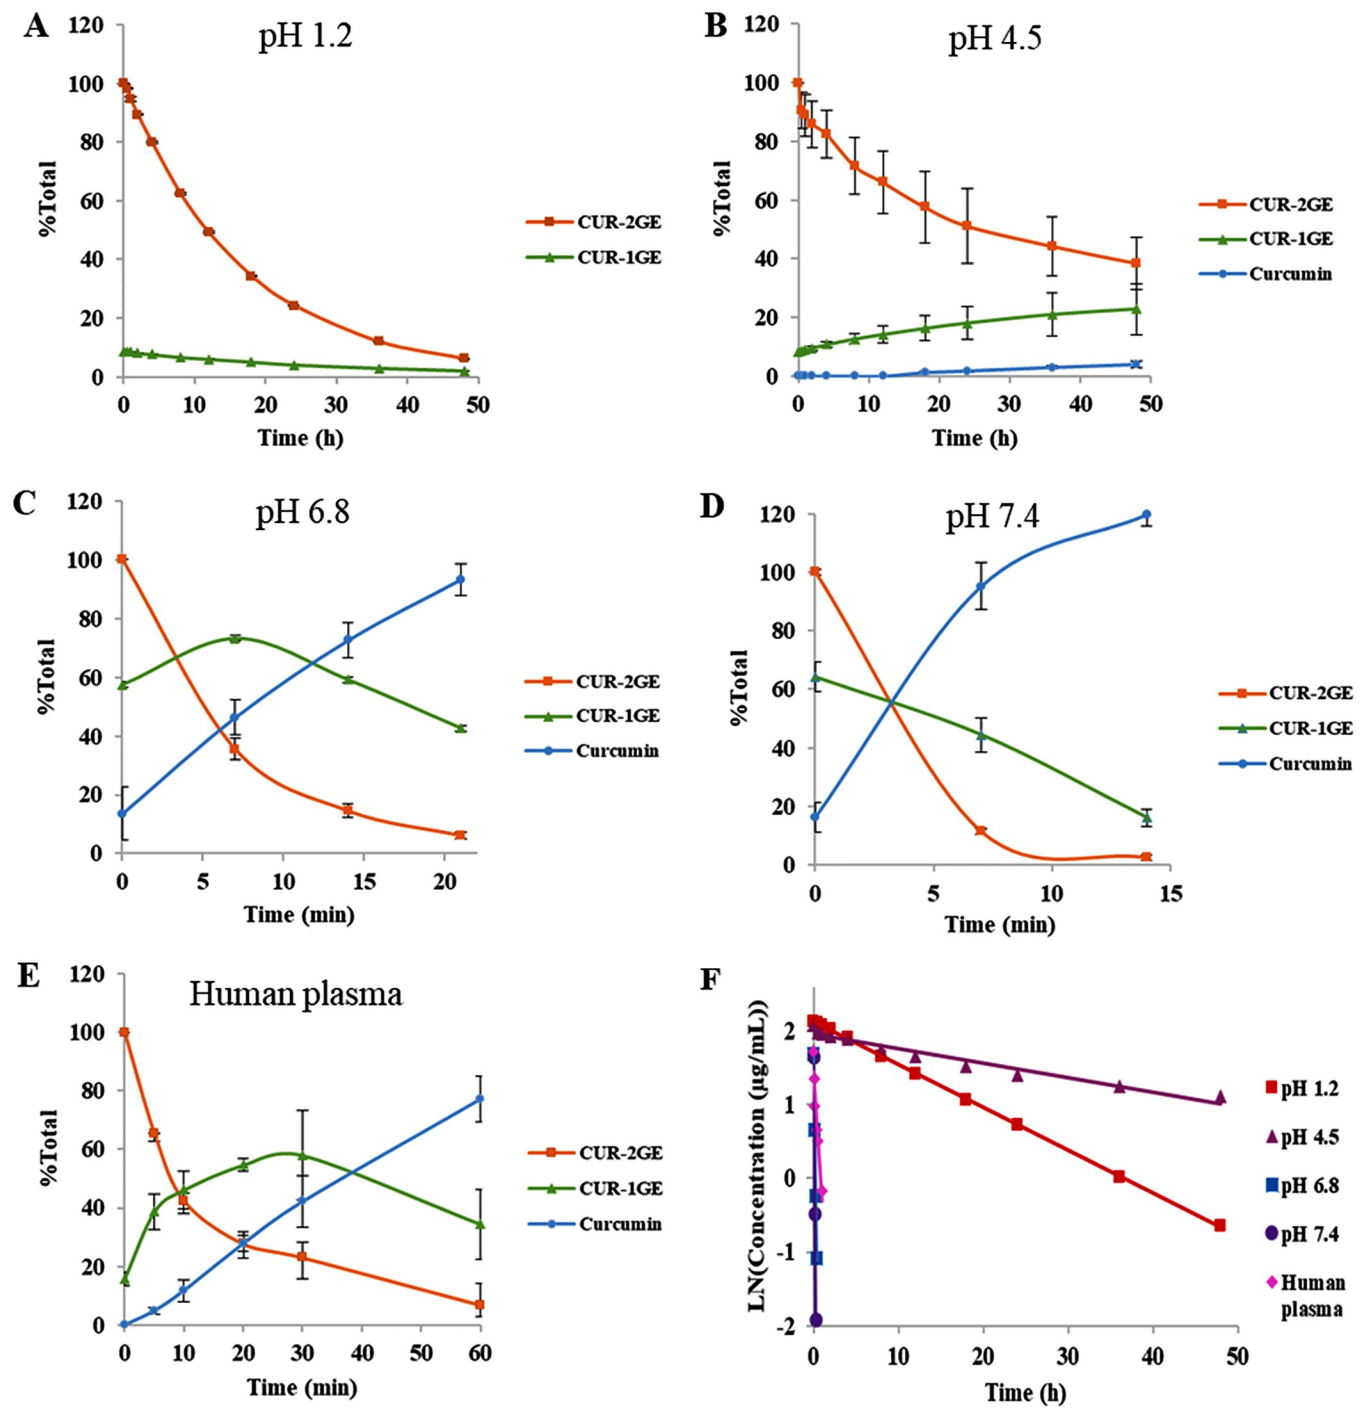 A
pH 1.2
120
100
80
60
40
20
0
%Total
0 10 20 30 40 50
Time (h)
CUR-2GE
CUR-1GE
B
pH 4.5
120
100
80
60
40
20
0
%Total
0 10 20 30 40 50
Time (h)
CUR-2GE
CUR-1GE
Curcumin
C
pH 6.8
120
100
80
60
40
20
0
%Total
0 5 10 15 20
Time (min)
CUR-2GE
CUR-1GE
Curcumin
D
pH 7.4
120
100
80
60
40
20
0
%Total
0 5 10 15
Time (min)
CUR-2GE
CUR-1GE
Curcumin
E
Human plasma
120
100
80
60
40
20
0
%Total
0 10 20 30 40 50 60
Time (min)
CUR-2GE
CUR-1GE
Curcumin
F
2
1
0
-1
-2
LN(Concentration (µg/mL))
0 10 20 30 40 50
Time (h)
pH 1.2
pH 4.5
pH 6.8
pH 7.4
Human
plasma